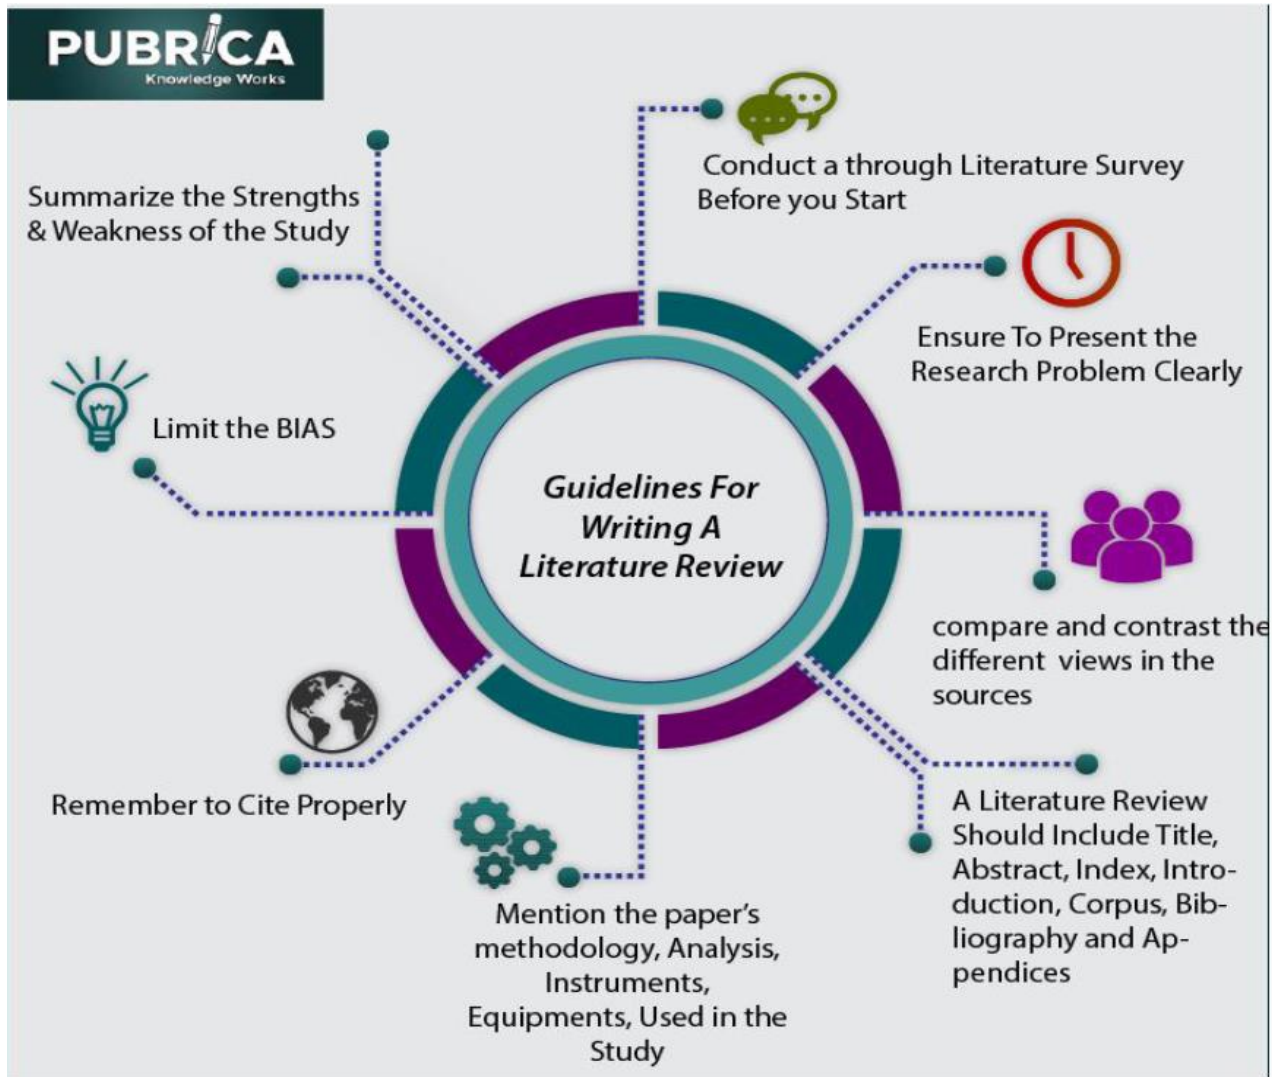 PUBRICA
Knowledge Works
Conduct a through Literature Survey
Before you Start
Ensure To Present the
Research Problem Clearly
compare and contrast the
different views in the
sources
A Literature Review
Should Include Title,
Abstract, Index, Intro-
duction, Corpus, Bib-
liography and Ap-
pendices
Mention the paper’s
methodology, Analysis,
Instruments,
Equipments, Used in the
Study
Remember to Cite Properly
Limit the BIAS
Summarize the Strengths
& Weakness of the Study
Guidelines For
Writing A
Literature Review